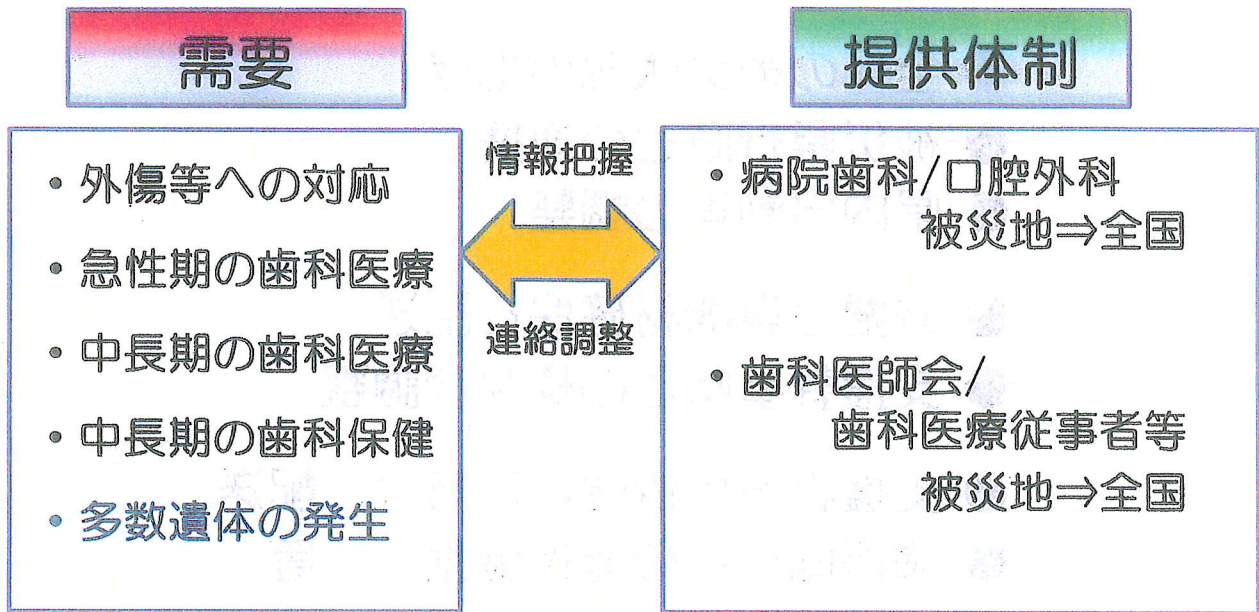 需要
・外傷等への対応
・急性期の歯科医療
・中長期の歯科医療
・中長期の歯科保健
・多数遺体の発生
情報把握
連絡調整
提供体制
・病院歯科/口腔外科
被災地⇒全国
・歯科医師会/
歯科医療従事者等
被災地⇒全国